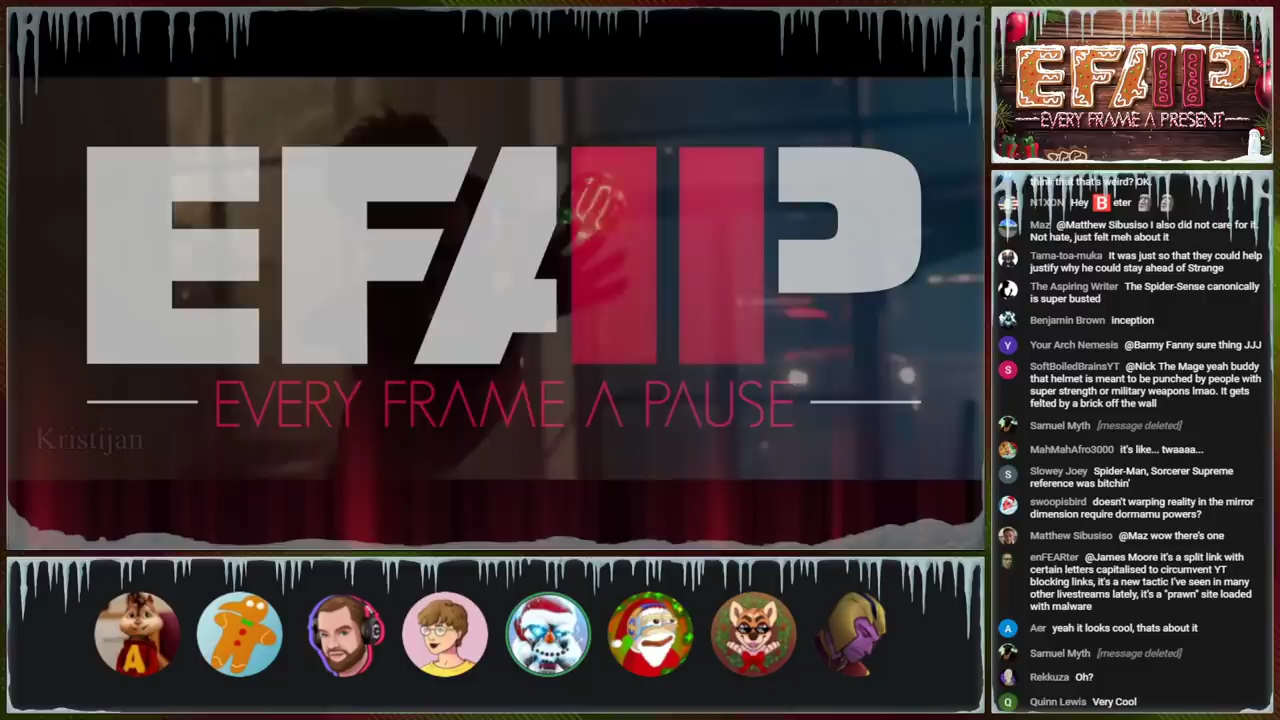 EFAIIP
EVERY FRAME A PAUSE
Kristijan
A
EFAIIP
EVERY FRAME A PRESENT
think that that's weird? OK.
N1XON Hey B eter
Maz @Matthew Sibusiso I also did not care for it.
Not hate, just felt meh about it
Tama-toa-muka It was just so that they could help
justify why he could stay ahead of Strange
The Aspiring Writer The Spider-Sense canonically
is super busted
Benjamin Brown inception
Y
Your Arch Nemesis @Barmy Fanny sure thing JJJ
S
SoftBoiledBrainsYT @Nick The Mage yeah buddy
that helmet is meant to be punched by people with
super strength or military weapons lmao. It gets
felted by a brick off the wall
Samuel Myth [message deleted]
MahMahAfro3000 it's like... twaaaa...
S
Slowey Joey Spider-Man, Sorcerer Supreme
reference was bitchin'
swoopisbird doesn't warping reality in the mirror
dimension require dormamu powers?
Matthew Sibusiso @Maz wow there's one
enFEARter @James Moore it's a split link with
certain letters capitalised to circumvent YT
blocking links, it's a new tactic I've seen in many
other livestreams lately, it's a "prawn" site loaded
with malware
A
Aer yeah it looks cool, thats about it
Samuel Myth [message deleted]
Rekkuza Oh?
Q
Quinn Lewis Very Cool